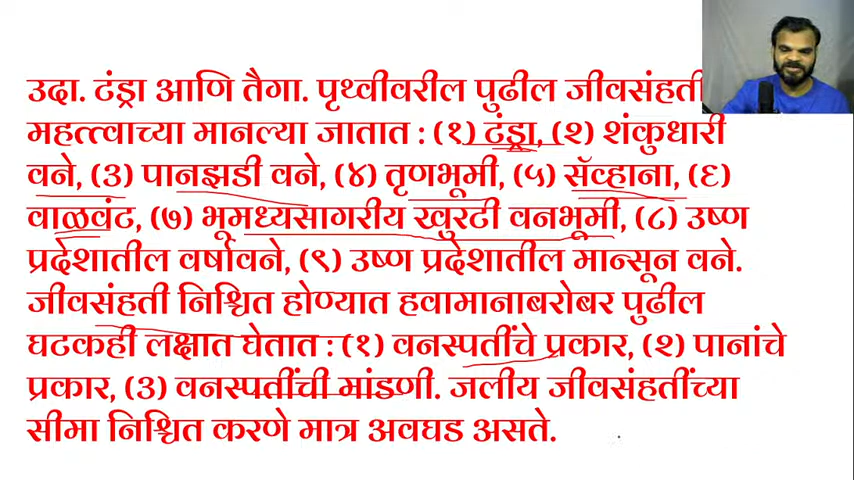 उदा. टंड्रा आणि तैगा. पृथ्वीवरील पुढील जीवसंहती
महत्त्वाच्या मानल्या जातात : (१) टंड्रा, (२) शंकुधारी
वने, (३) पानझडी वने, (४) तृणभूमी, (५) सॅव्हाना, (६)
वाळवंट, (७) भूमध्यसागरीय खुरटी वनभूमी, (८) उष्ण
प्रदेशातील वर्षावने, (९) उष्ण प्रदेशातील मान्सून वने.
जीवसंहती निश्चित होण्यात हवामानाबरोबर पुढील
घटकही लक्षात घेतात : (१) वनस्पतींचे प्रकार, (२) पानांचे
प्रकार, (३) वनस्पतींची मांडणी. जलीय जीवसंहतींच्या
सीमा निश्चित करणे मात्र अवघड असते.